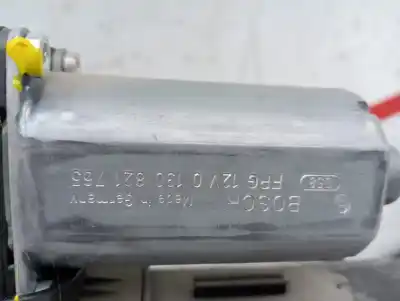 BOSCH
FPG 12V 0 130 821 765
Made in Germany